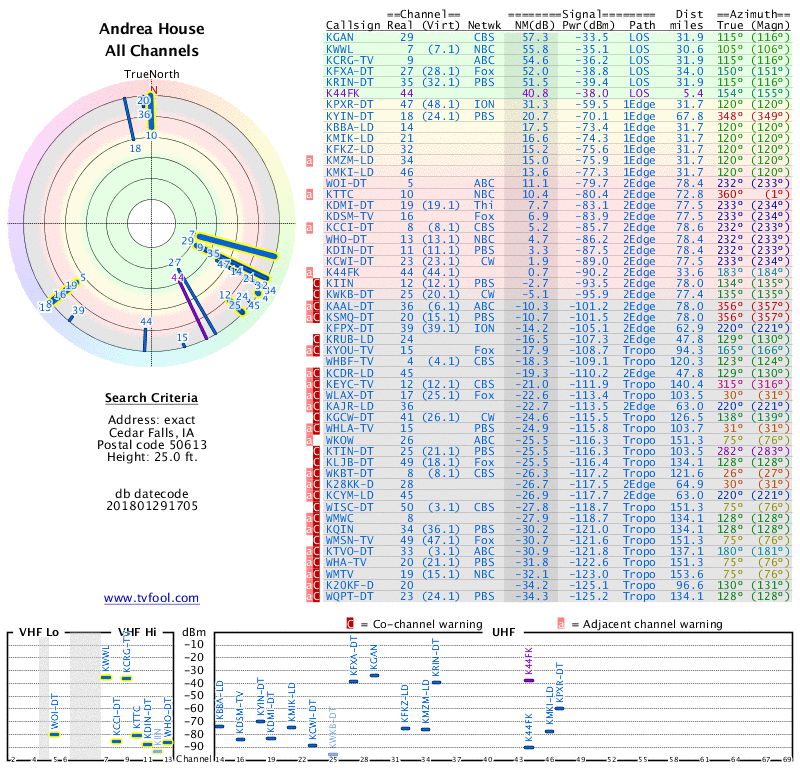 Andrea House
All Channels
TrueNorth
N
20
36
10
18
7
29
9
35
27
47
14
21
44
32
34
12
24
25
45
5
19
16
18
39
44
15
Search Criteria
Address: exact
Cedar Falls, IA
Postal code 50613
Height: 25.0 ft.
db datecode
201801291705
www.tvfool.com
==Channel== ========Signal======== Dist ==Azimuth==
Callsign Real (Virt) Netwk NM(dB) Pwr(dBm) Path miles True (Magn)
KGAN 29 CBS 57.3 -33.5 LOS 31.9 115° (116°)
KWWL 7 (7.1) NBC 55.8 -35.1 LOS 30.6 105° (106°)
KCRG-TV 9 ABC 54.6 -36.2 LOS 31.9 115° (116°)
KFXA-DT 27 (28.1) Fox 52.0 -38.8 LOS 34.0 150° (151°)
KRIN-DT 35 (32.1) PBS 51.5 -39.4 LOS 31.9 115° (116°)
K44FK 44 40.8 -38.0 LOS 5.4 154° (155°)
KPXR-DT 47 (48.1) ION 31.3 -59.5 1Edge 31.7 120° (120°)
KYIN-DT 18 (24.1) PBS 20.7 -70.1 1Edge 67.8 348° (349°)
KBBA-LD 14 17.5 -73.4 1Edge 31.7 120° (120°)
KMIK-LD 21 16.6 -74.3 1Edge 31.7 120° (120°)
KFKZ-LD 32 15.2 -75.6 1Edge 31.7 120° (120°)
a KMZM-LD 34 15.0 -75.9 1Edge 31.7 120° (120°)
KMKI-LD 46 13.6 -77.3 1Edge 31.7 120° (120°)
WOI-DT 5 ABC 11.1 -79.7 2Edge 78.4 232° (233°)
a KTTC 10 NBC 10.4 -80.4 2Edge 72.8 360° (1°)
KDMI-DT 19 (19.1) Thi 7.7 -83.1 2Edge 77.5 233° (234°)
KDSM-TV 16 Fox 6.9 -83.9 2Edge 77.5 233° (234°)
a KCCI-DT 8 (8.1) CBS 5.2 -85.7 2Edge 78.6 232° (233°)
WHO-DT 13 (13.1) NBC 4.7 -86.2 2Edge 78.4 232° (233°)
KDIN-DT 11 (11.1) PBS 3.3 -87.5 2Edge 78.4 232° (233°)
KCWI-DT 23 (23.1) CW 1.9 -89.0 2Edge 77.5 233° (234°)
a K44FK 44 (44.1) 0.7 -90.2 2Edge 33.6 183° (184°)
C KIIN 12 (12.1) PBS -2.7 -93.5 2Edge 78.0 134° (135°)
C KWKB-DT 25 (20.1) CW -5.1 -95.9 2Edge 77.4 135° (135°)
aC KAAL-DT 36 (6.1) ABC -10.3 -101.2 2Edge 78.0 356° (357°)
aC KSMQ-DT 20 (15.1) PBS -10.7 -101.5 2Edge 78.0 356° (357°)
KFPX-DT 39 (39.1) ION -14.2 -105.1 2Edge 62.9 220° (221°)
C KRUB-LD 24 -16.5 -107.3 2Edge 47.8 129° (130°)
aC KYOU-TV 15 Fox -17.9 -108.7 2Edge 94.3 165° (166°)
WHBF-TV 4 (4.1) CBS -18.3 -109.1 Tropo 120.3 123° (124°)
aC KCDR-LD 45 -19.3 -110.2 2Edge 47.8 129° (130°)
aC KEYC-TV 12 (12.1) CBS -21.0 -111.9 Tropo 140.4 315° (316°)
aC WLAX-DT 17 (25.1) Fox -22.6 -113.4 Tropo 103.5 30° (31°)
aC KAJR-LD 36 -22.7 -113.5 2Edge 63.0 220° (221°)
C KGCW-DT 41 (26.1) CW -24.6 -115.5 Tropo 126.5 138° (139°)
aC WHLA-TV 15 PBS -24.9 -115.8 Tropo 103.7 31° (31°)
a WKOW 26 ABC -25.5 -116.3 Tropo 151.3 75° (76°)
C KTIN-DT 25 (21.1) PBS -25.5 -116.3 Tropo 103.5 282° (283°)
C KLJB-DT 49 (18.1) Fox -25.5 -116.4 Tropo 134.1 128° (128°)
aC WKBT-DT 8 (8.1) CBS -26.3 -117.2 Tropo 121.6 26° (27°)
aC K28KK-D 28 -26.7 -117.5 2Edge 64.9 30° (31°)
aC KCYM-LD 45 -26.9 -117.7 2Edge 63.0 220° (221°)
C WISC-DT 50 (3.1) CBS -27.8 -118.7 Tropo 151.3 75° (76°)
aC WMWC 8 -27.9 -118.7 Tropo 134.1 128° (128°)
aC KQIN 34 (36.1) PBS -30.2 -121.0 Tropo 134.1 128° (128°)
C WMSN-TV 49 (47.1) Fox -30.7 -121.6 Tropo 151.3 75° (76°)
aC KTVO-DT 33 (3.1) ABC -30.9 -121.8 Tropo 137.1 180° (181°)
aC WHA-TV 20 (21.1) PBS -31.8 -122.6 Tropo 151.3 75° (76°)
aC WMTV 19 (15.1) NBC -32.1 -123.0 Tropo 153.6 75° (76°)
aC K20KF-D 20 -34.2 -125.1 Tropo 96.6 130° (131°)
aC WQPT-DT 23 (24.1) PBS -34.3 -125.2 Tropo 134.1 128° (128°)
C = Co-channel warning a = Adjacent channel warning
VHF Lo VHF Hi dBm UHF
-10
-20
-30
-40
-50
-60
-70
-80
-90
WOI-DT
KWWL
KCCI-DT
KCRG-TV
KTTC
KDIN-DT
KIIN
WHO-DT
KBBA-LD
KDSM-TV
KYIN-DT
KDMI-DT
KMIK-LD
KCWI-DT
KWKB-DT
KFXA-DT
KGAN
KFKZ-LD
KMZM-LD
KRIN-DT
K44FK
K44FK
KMKI-LD
KPXR-DT
2 4 5 6 7 9 11 13 Channel 14 16 19 22 25 28 31 34 37 40 43 46 49 52 55 58 61 64 67 69